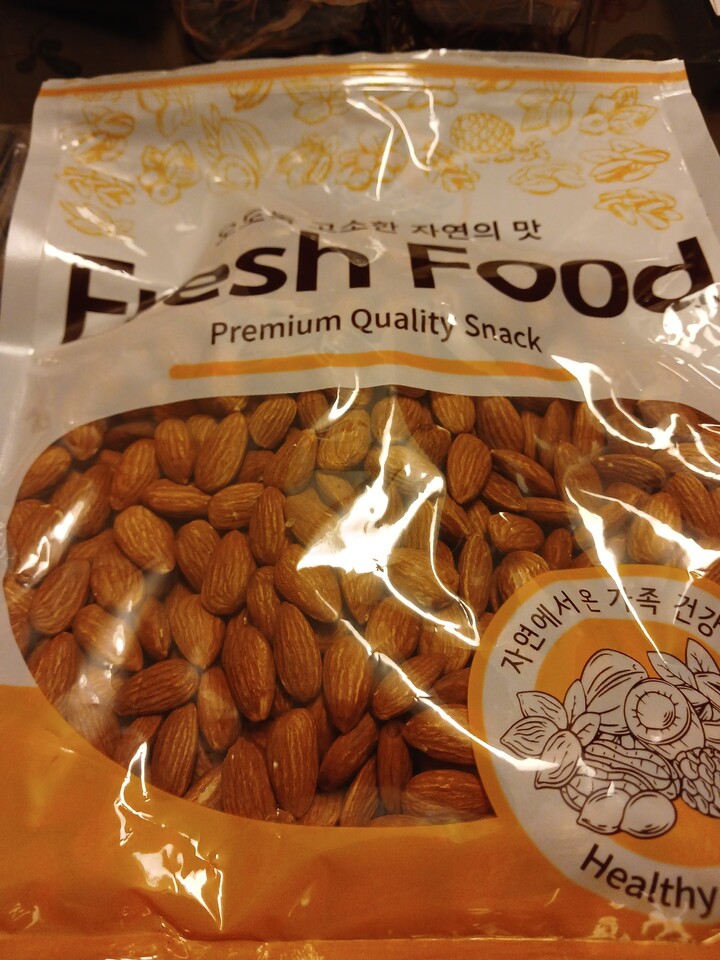 고소한 자연의 맛
Fresh Food
Premium Quality Snack
자연에서온 가족 건강
Healthy